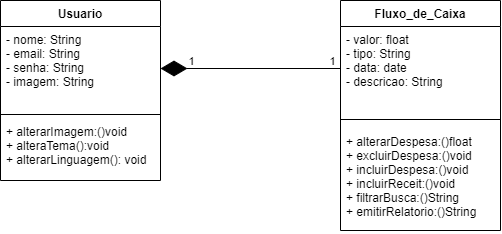 Usuario
- nome: String
- email: String
- senha: String
- imagem: String
+ alterarImagem:()void
+ alteraTema():void
+ alterarLinguagem(): void
1
1
Fluxo_de_Caixa
- valor: float
- tipo: String
- data: date
- descricao: String
+ alterarDespesa:()float
+ excluirDespesa:()void
+ incluirDespesa:()void
+ incluirReceit:()void
+ filtrarBusca:()String
+ emitirRelatorio:()String